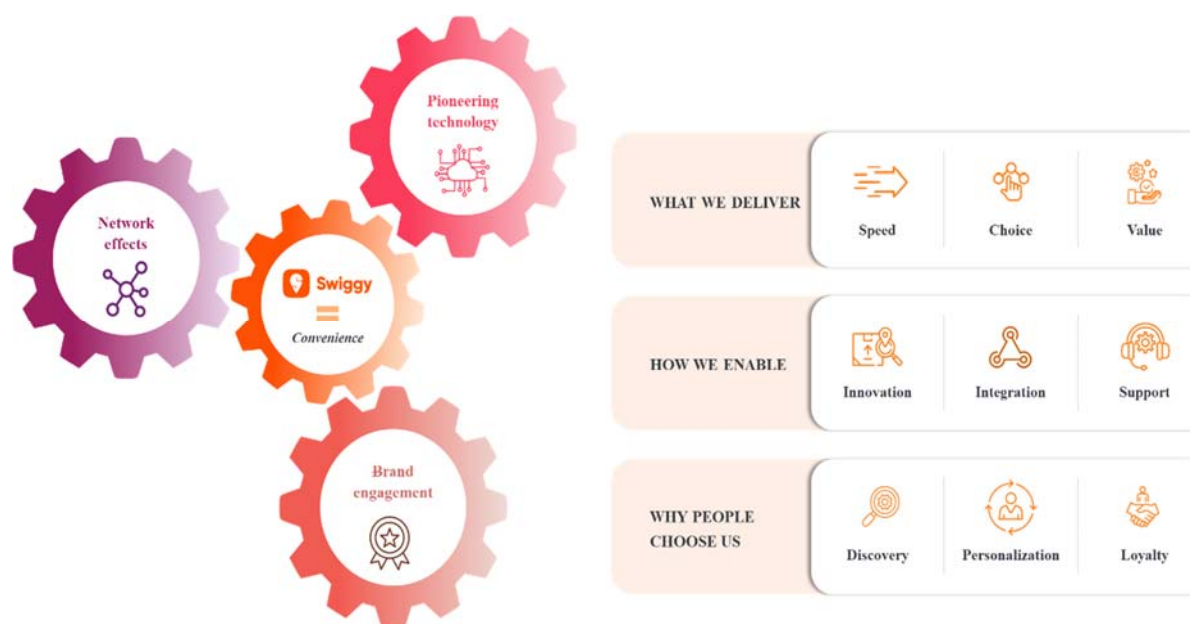 Pioneering
technology
Network
effects
Swiggy
=
Convenience
Brand
engagement
WHAT WE DELIVER
Speed
Choice
Value
HOW WE ENABLE
Innovation
Integration
Support
WHY PEOPLE
CHOOSE US
Discovery
Personalization
Loyalty